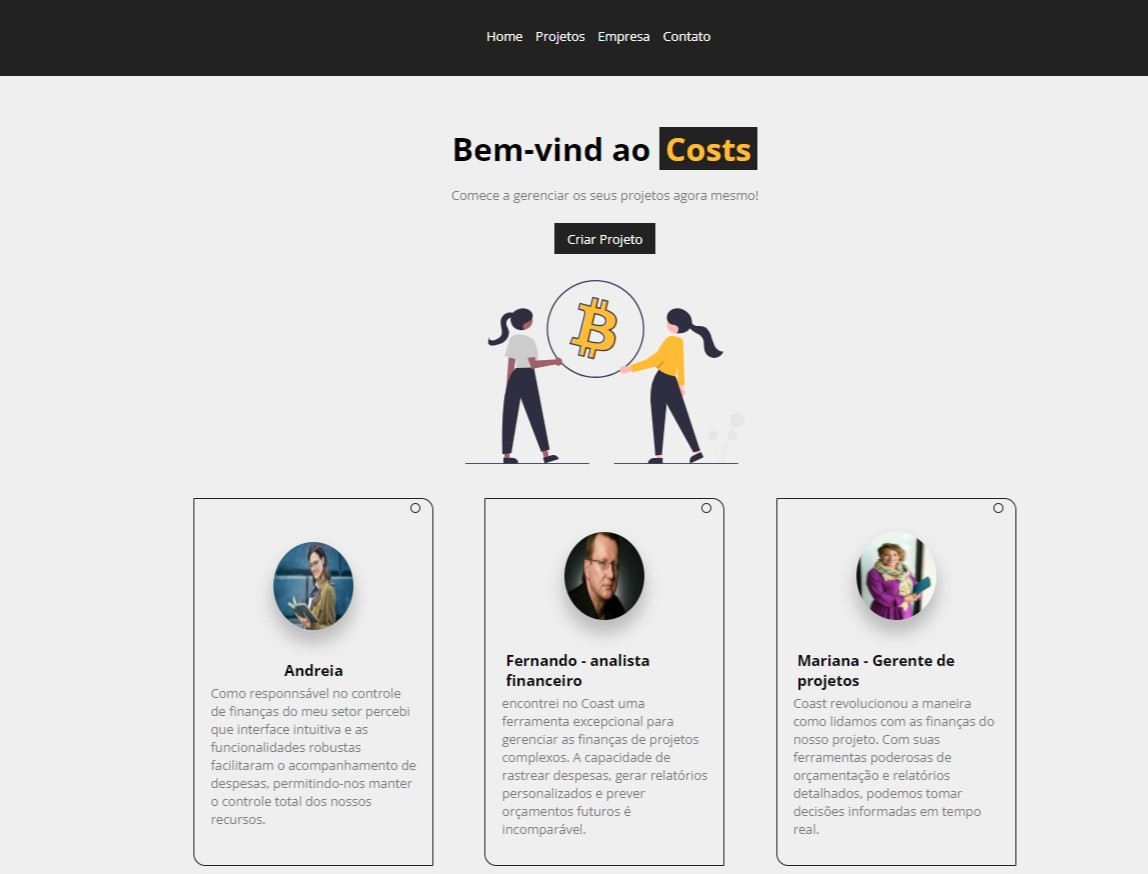 Home Projetos Empresa Contato
Bem-vind ao Costs
Comece a gerenciar os seus projetos agora mesmo!
Criar Projeto
Andreia
Como responnsável no controle
de finanças do meu setor percebi
que interface intuitiva e as
funcionalidades robustas
facilitaram o acompanhamento de
despesas, permitindo-nos manter
o controle total dos nossos
recursos.
Fernando - analista
financeiro
encontrei no Coast uma
ferramenta excepcional para
gerenciar as finanças de projetos
complexos. A capacidade de
rastrear despesas, gerar relatórios
personalizados e prever
orçamentos futuros é
incomparável.
Mariana - Gerente de
projetos
Coast revolucionou a maneira
como lidamos com as finanças do
nosso projeto. Com suas
ferramentas poderosas de
orçamentação e relatórios
detalhados, podemos tomar
decisões informadas em tempo
real.